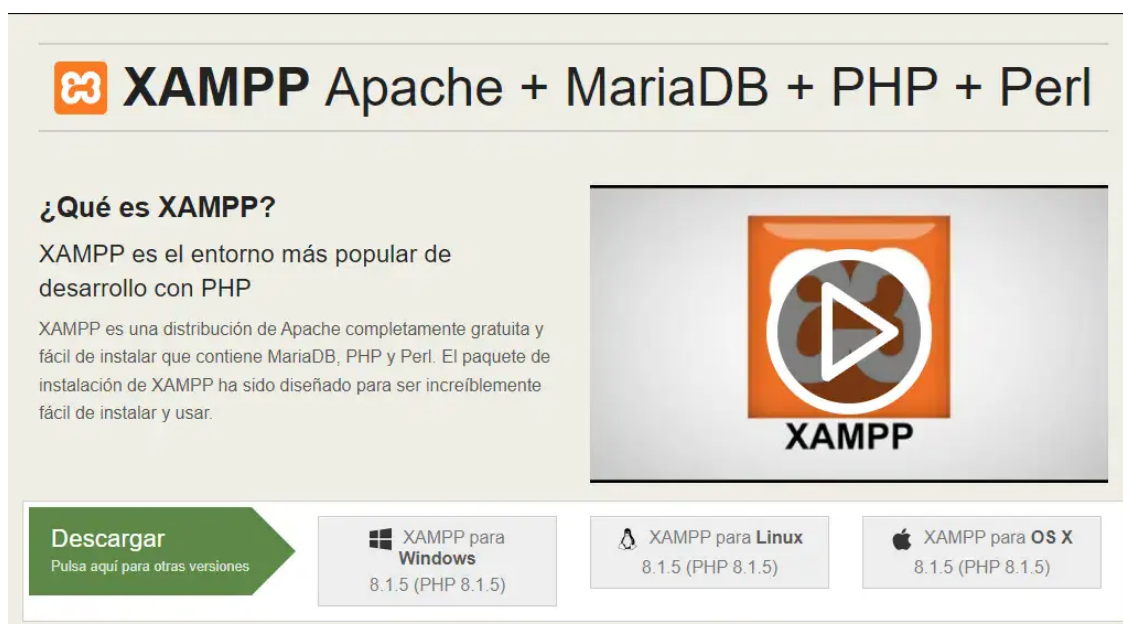 XAMPP Apache + MariaDB + PHP + Perl
¿Qué es XAMPP?
XAMPP es el entorno más popular de
desarrollo con PHP
XAMPP es una distribución de Apache completamente gratuita y
fácil de instalar que contiene MariaDB, PHP y Perl. El paquete de
instalación de XAMPP ha sido diseñado para ser increíblemente
fácil de instalar y usar.
XAMPP
Descargar
Pulsa aquí para otras versiones
XAMPP para
Windows
8.1.5 (PHP 8.1.5)
XAMPP para Linux
8.1.5 (PHP 8.1.5)
XAMPP para OS X
8.1.5 (PHP 8.1.5)